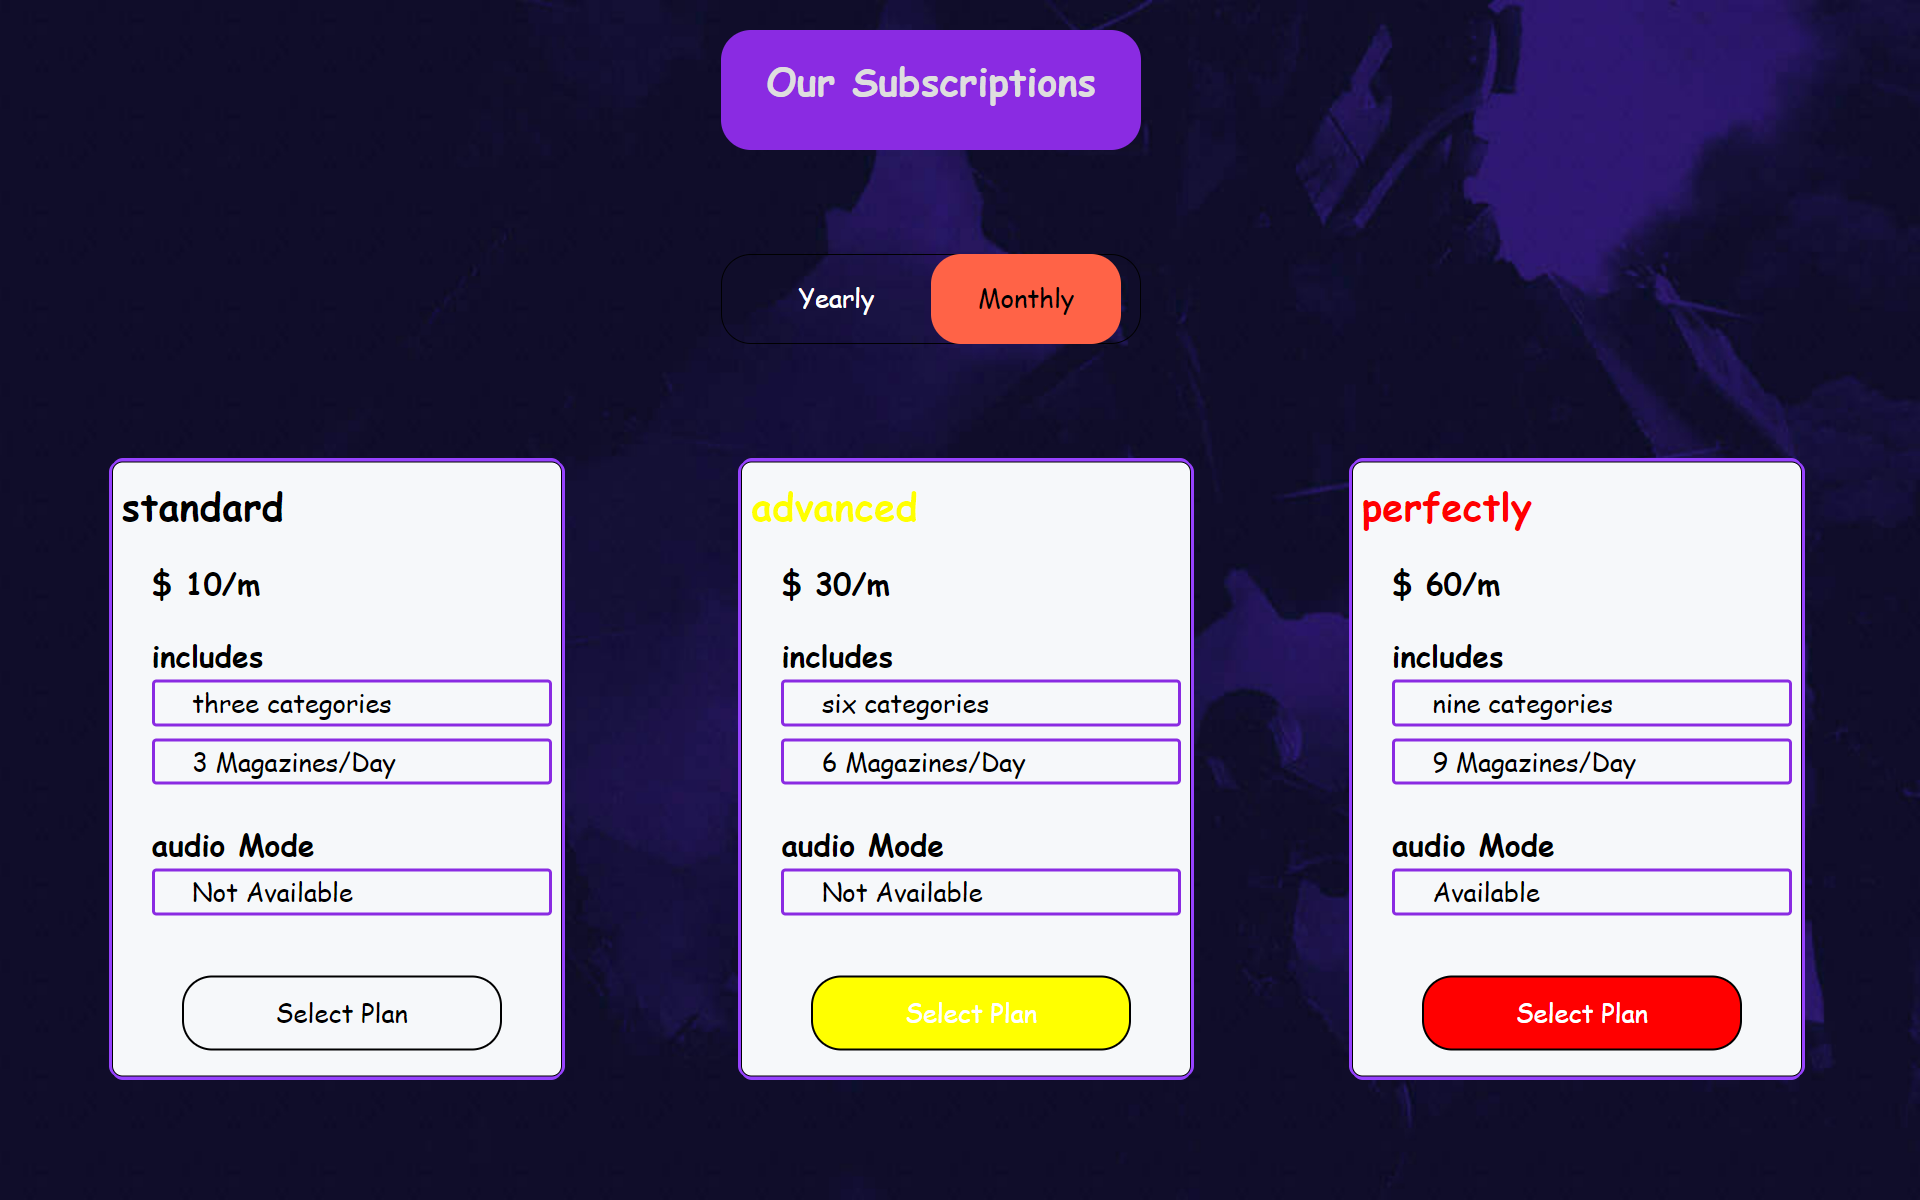 Our Subscriptions
Yearly
Monthly
standard
$ 10/m
includes
three categories
3 Magazines/Day
audio Mode
Not Available
Select Plan
advanced
$ 30/m
includes
six categories
6 Magazines/Day
audio Mode
Not Available
Select Plan
perfectly
$ 60/m
includes
nine categories
9 Magazines/Day
audio Mode
Available
Select Plan